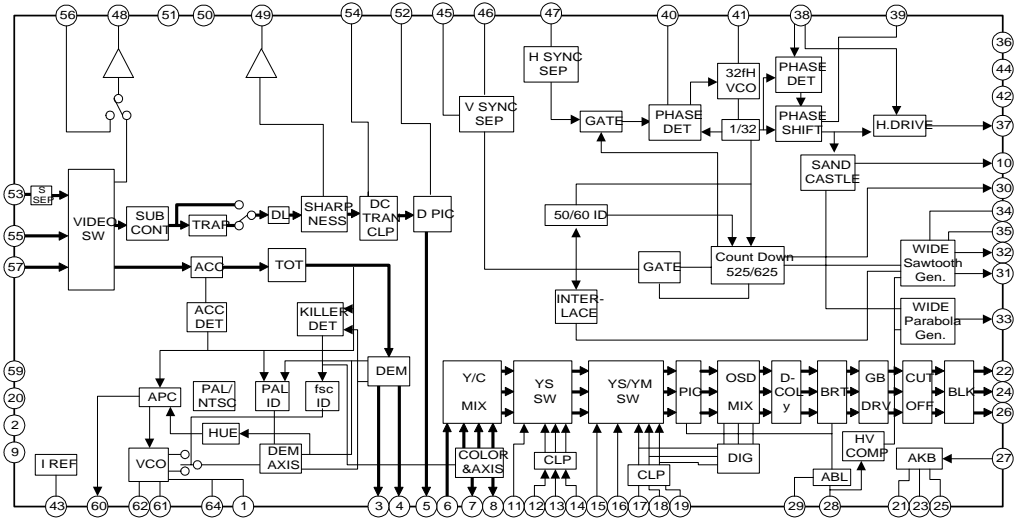 56
48
51
50
49
54
52
45
46
47
40
41
38
39
36
44
42
37
10
30
34
35
32
31
33
22
24
26
27
53
55
57
59
20
2
9
H SYNC
SEP
V SYNC
SEP
GATE
PHASE
DET
32fH
VCO
1/32
PHASE
DET
PHASE
SHIFT
H.DRIVE
SAND
CASTLE
S
SEP
VIDEO
SW
SUB
CONT
TRAP
DL
SHARP
NESS
DC
TRAN
CLP
D PIC
50/60 ID
GATE
Count Down
525/625
WIDE
Sawtooth
Gen.
ACC
TOT
INTER-
LACE
ACC
DET
KILLER
DET
WIDE
Parabola
Gen.
DEM
APC
PAL/
NTSC
PAL
ID
fsc
ID
Y/C
MIX
YS
SW
YS/YM
SW
PIC
OSD
MIX
D-
COL
y
BRT
GB
DRV
CUT
OFF
BLK
HUE
I REF
VCO
DEM
AXIS
COLOR
&AXIS
CLP
CLP
DIG
HV
COMP
ABL
AKB
43
60
62
61
64
1
3
4
5
6
7
8
11
12
13
14
15
16
17
18
19
29
28
21
23
25